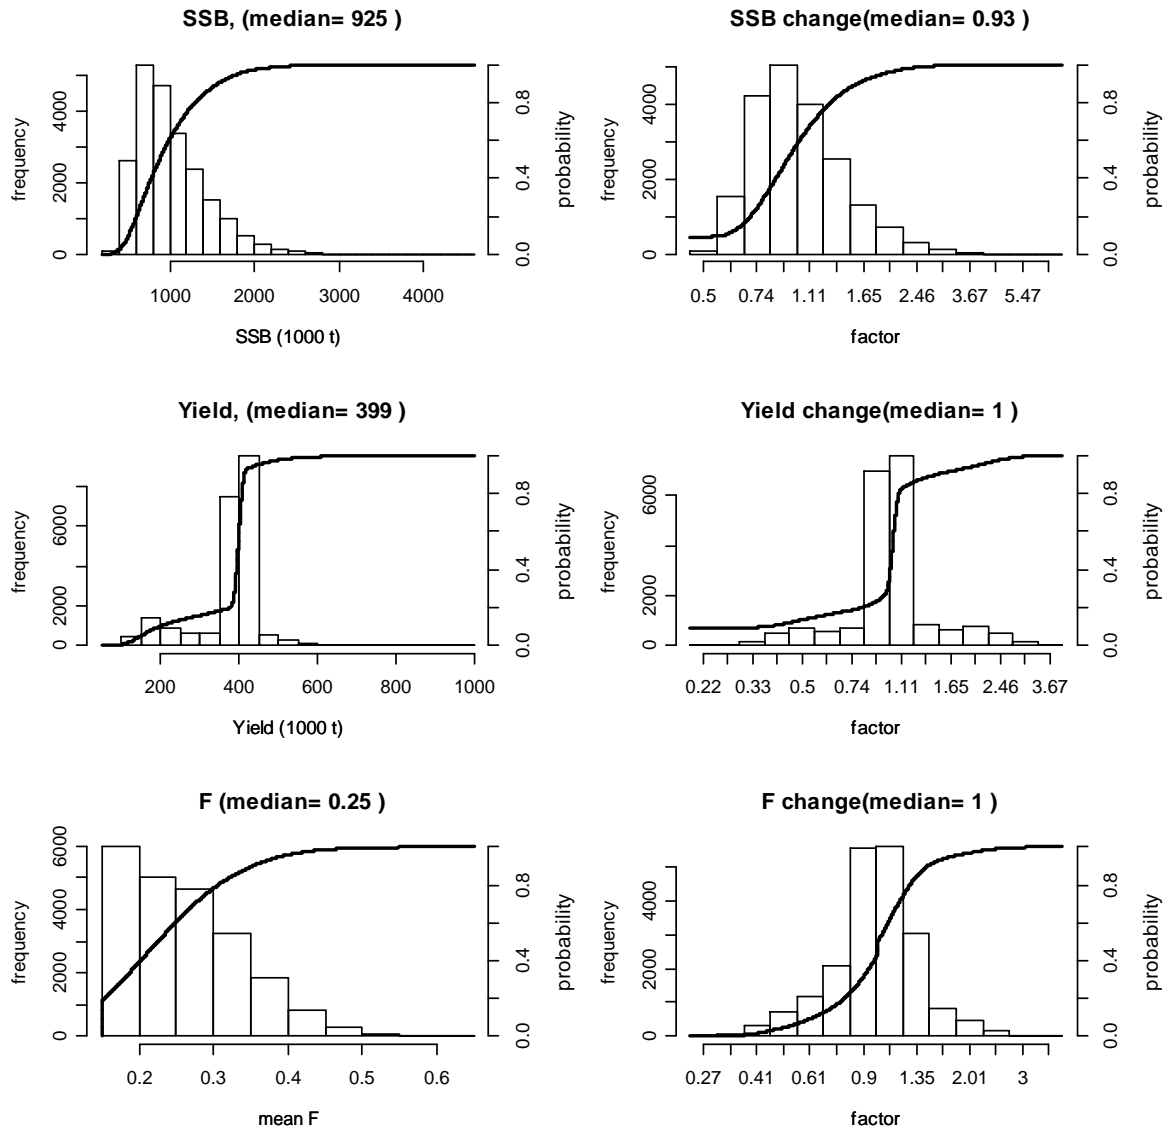 SSB, (median= 925 )
frequency
0 2000 4000
0.0 0.4 0.8
probability
1000 2000 3000 4000
SSB (1000 t)
SSB change(median= 0.93 )
frequency
0 2000 4000
0.0 0.4 0.8
probability
0.5 0.74 1.11 1.65 2.46 3.67 5.47
factor
Yield, (median= 399 )
frequency
0 2000 6000
0.0 0.4 0.8
probability
200 400 600 800 1000
Yield (1000 t)
Yield change(median= 1 )
frequency
0 2000 6000
0.0 0.4 0.8
probability
0.22 0.33 0.5 0.74 1.11 1.65 2.46 3.67
factor
F (median= 0.25 )
frequency
0 2000 4000 6000
0.0 0.4 0.8
probability
0.2 0.3 0.4 0.5 0.6
mean F
F change(median= 1 )
frequency
0 2000 4000
0.0 0.4 0.8
probability
0.27 0.41 0.61 0.9 1.35 2.01 3
factor